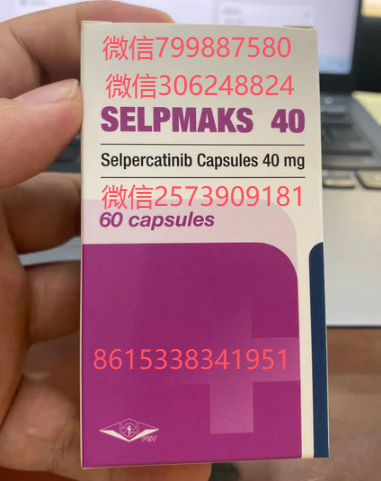 微信799887580
微信306248824
SELPMAKS 40
Selpercatinib Capsules 40 mg
微信2573909181
60 capsules
8615338341951